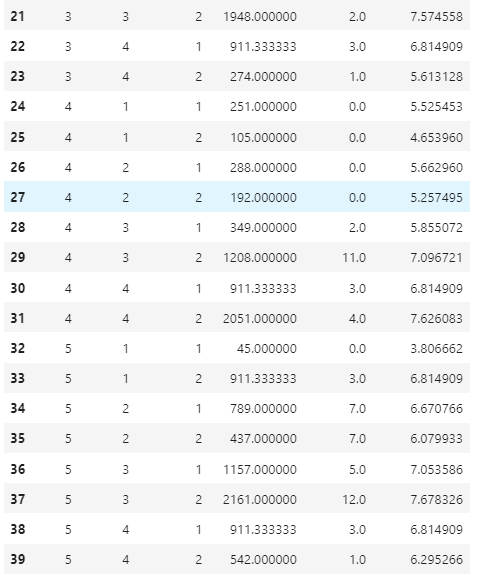 21 3 3 2 1948.000000 2.0 7.574558
22 3 4 1 911.333333 3.0 6.814909
23 3 4 2 274.000000 1.0 5.613128
24 4 1 1 251.000000 0.0 5.525453
25 4 1 2 105.000000 0.0 4.653960
26 4 2 1 288.000000 0.0 5.662960
27 4 2 2 192.000000 0.0 5.257495
28 4 3 1 349.000000 2.0 5.855072
29 4 3 2 1208.000000 11.0 7.096721
30 4 4 1 911.333333 3.0 6.814909
31 4 4 2 2051.000000 4.0 7.626083
32 5 1 1 45.000000 0.0 3.806662
33 5 1 2 911.333333 3.0 6.814909
34 5 2 1 789.000000 7.0 6.670766
35 5 2 2 437.000000 7.0 6.079933
36 5 3 1 1157.000000 5.0 7.053586
37 5 3 2 2161.000000 12.0 7.678326
38 5 4 1 911.333333 3.0 6.814909
39 5 4 2 542.000000 1.0 6.295266